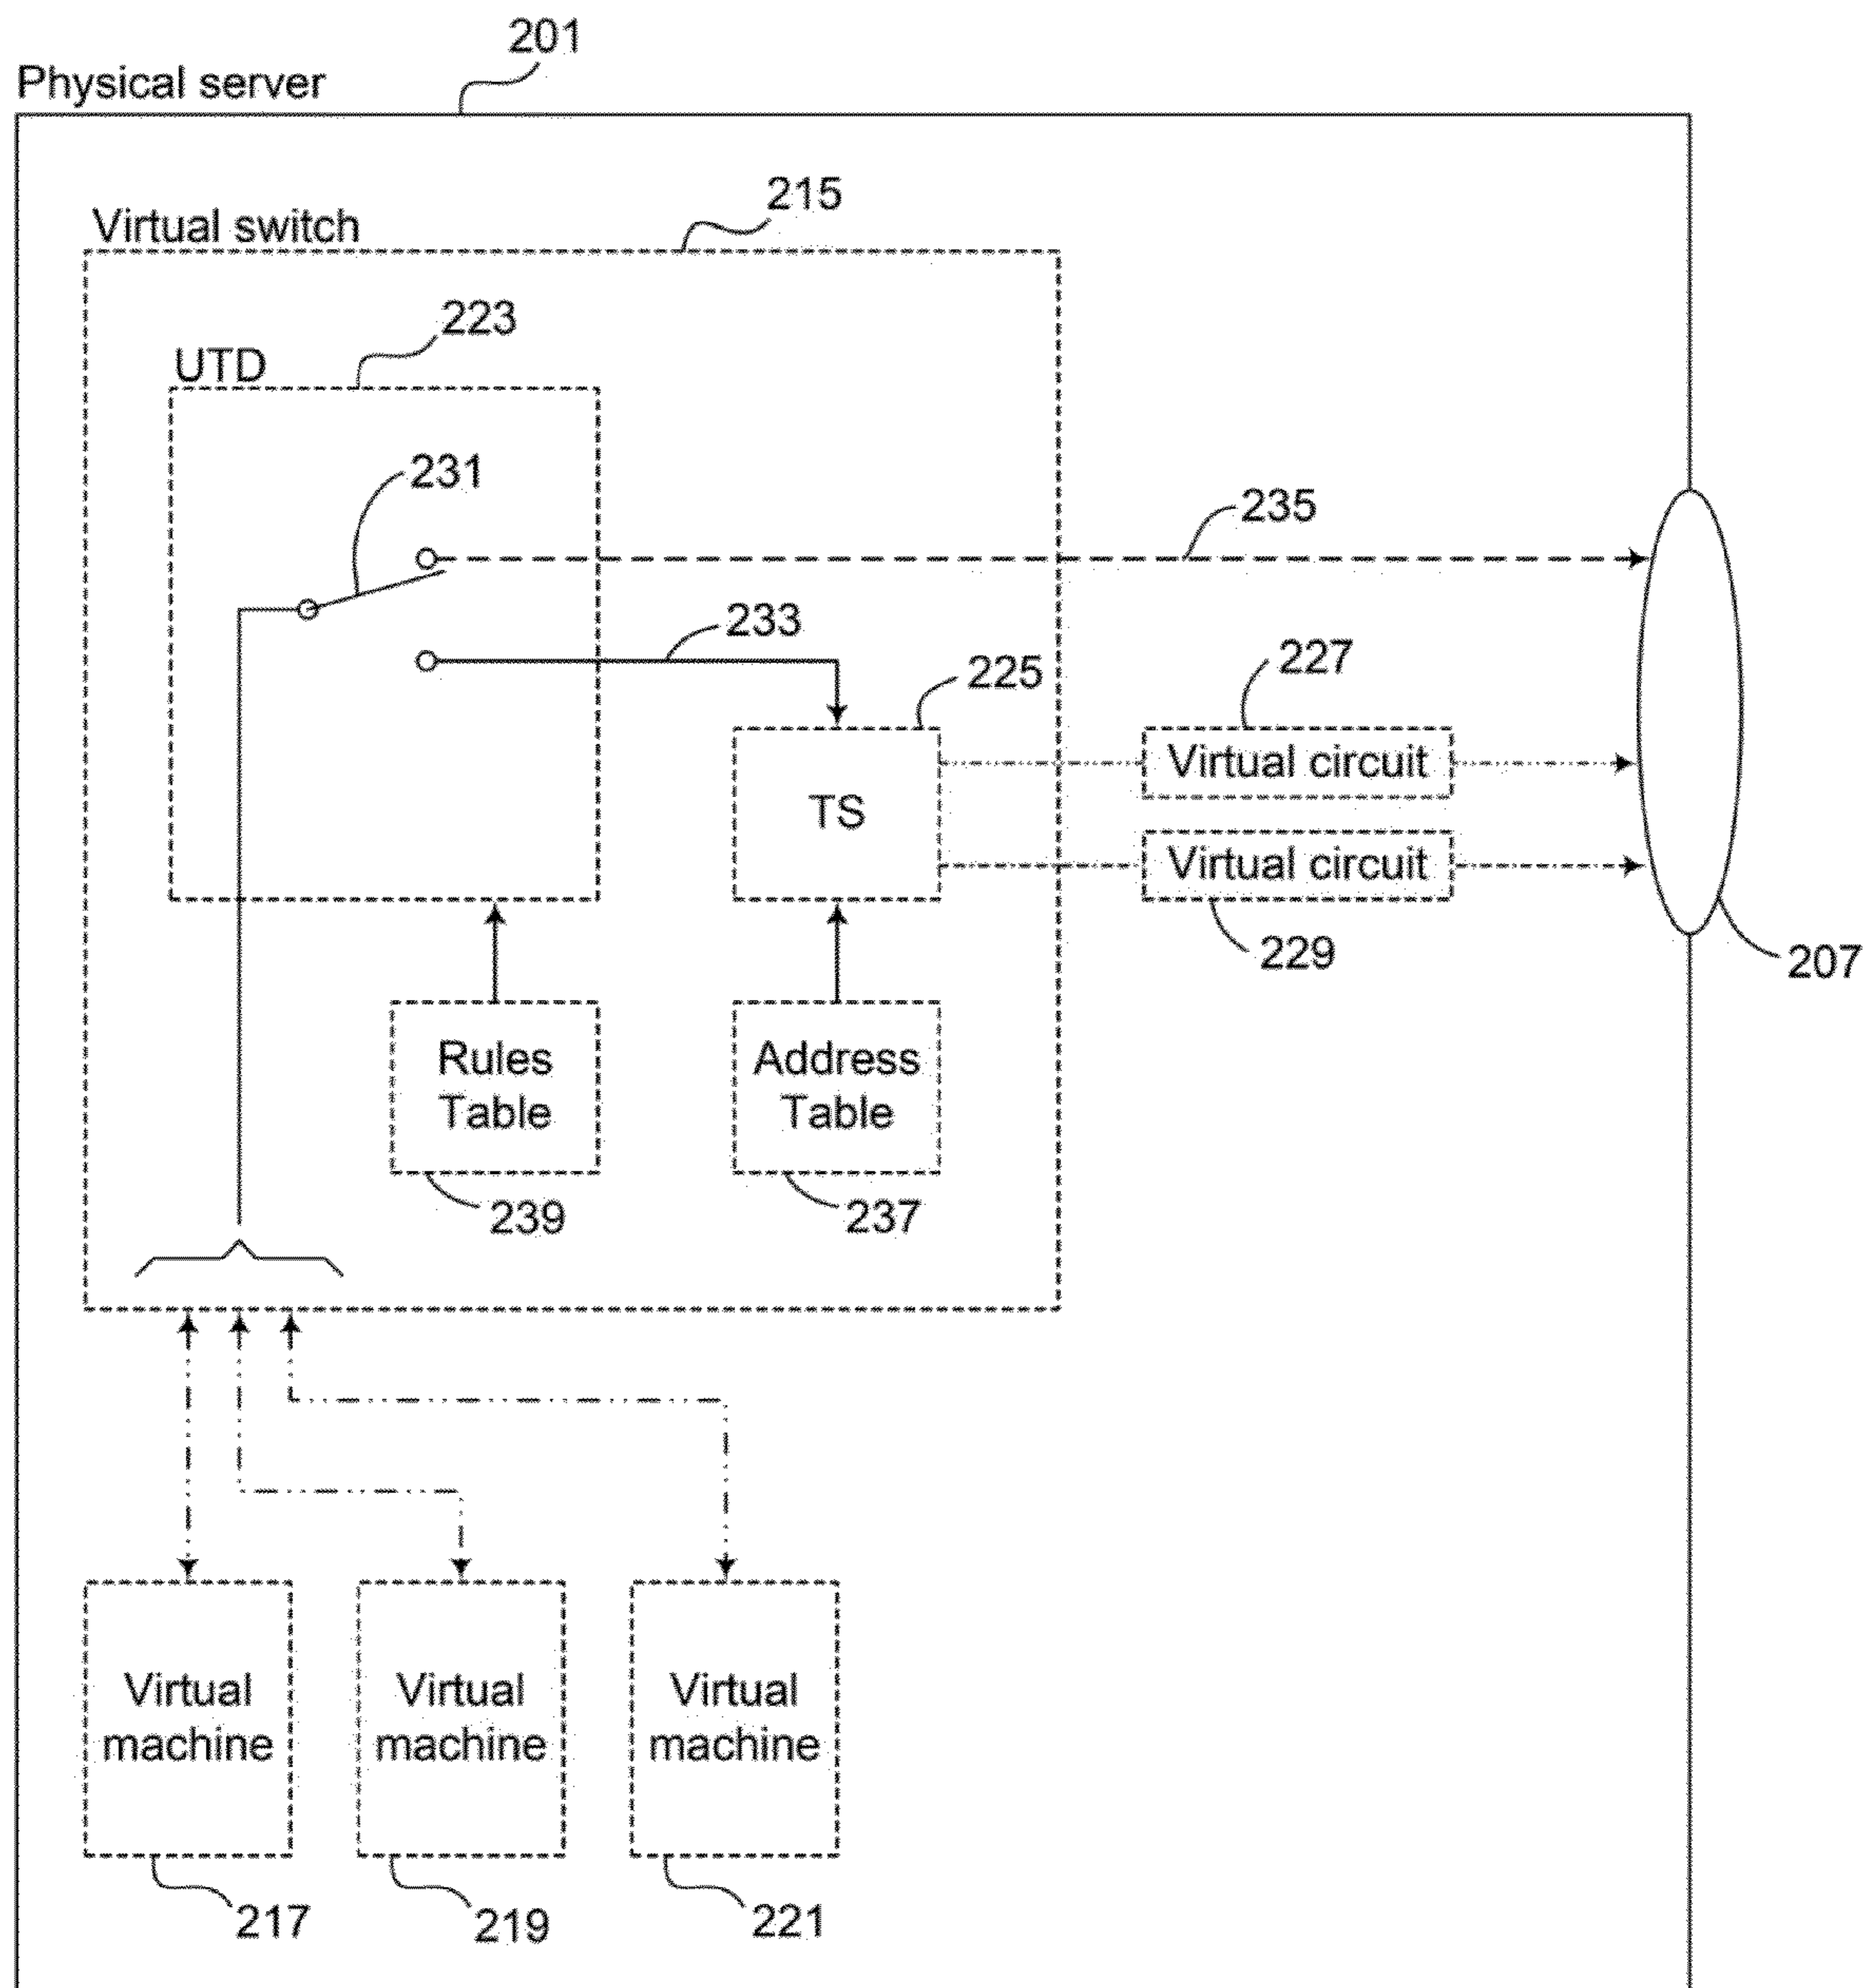 201
Physical server
215
Virtual switch
223
UTD
231
235
233
225
227
Virtual circuit
TS
Virtual circuit
229
207
Rules
Table
Address
Table
239
237
Virtual
machine
Virtual
machine
Virtual
machine
217
219
221